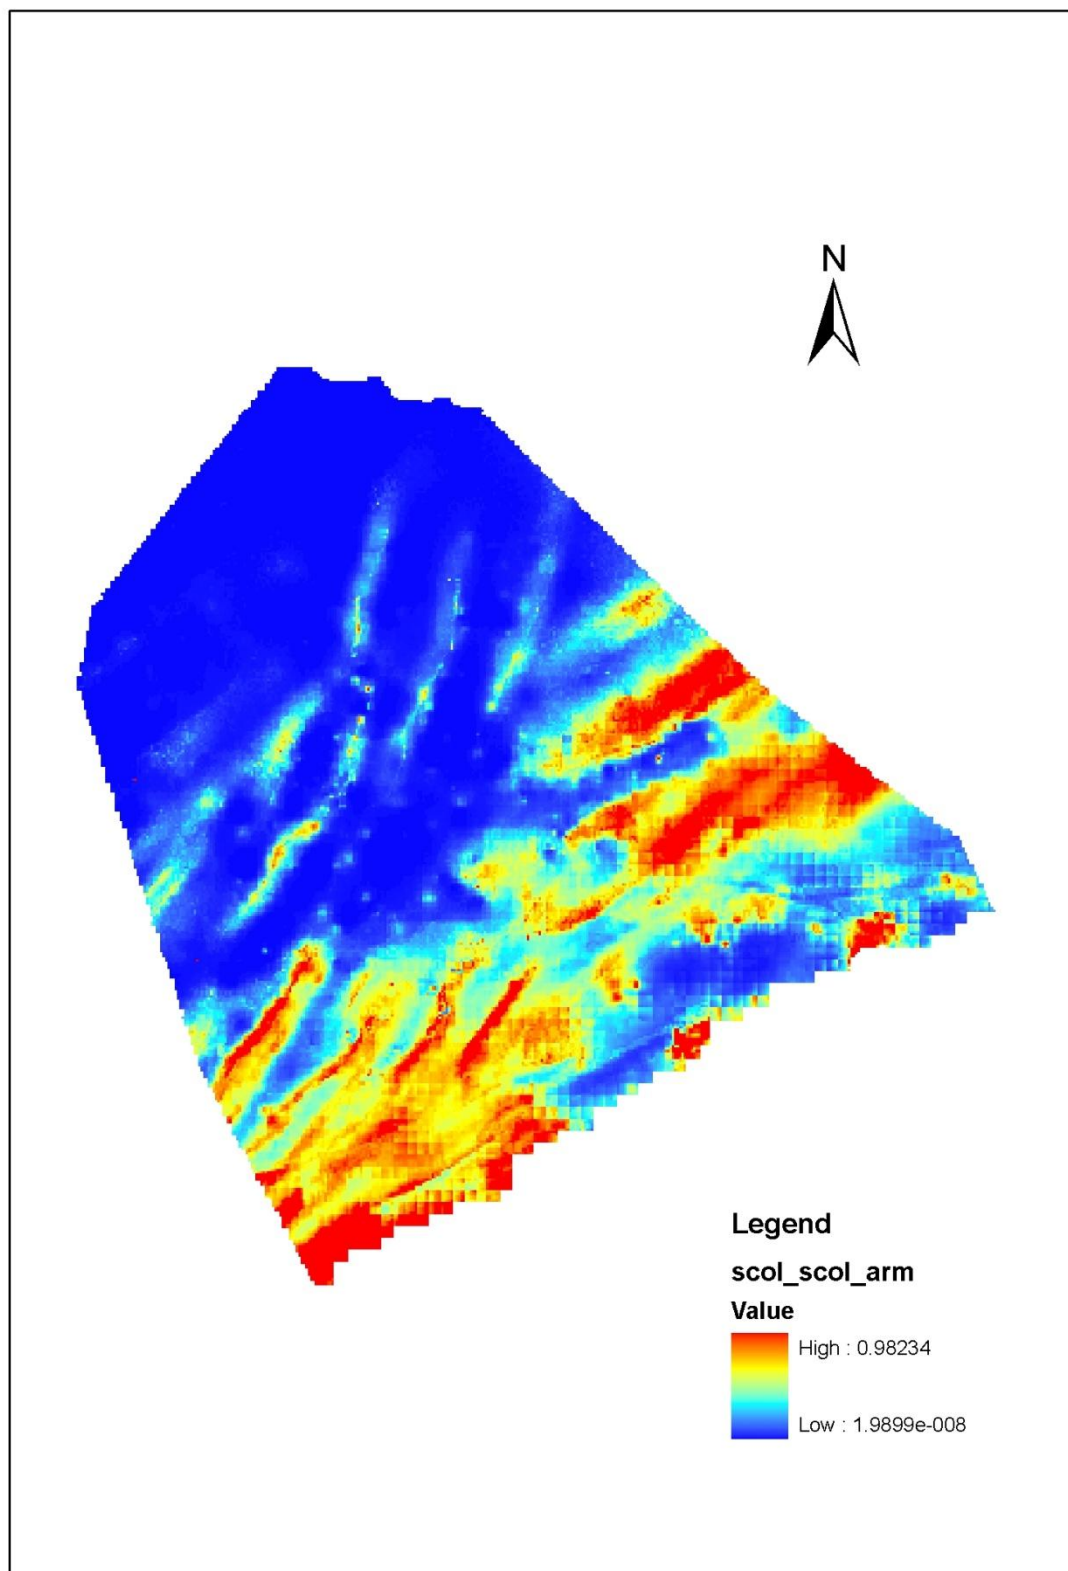 N
Legend
scol_scol_arm
Value
High : 0.98234
Low : 1.9899e-008